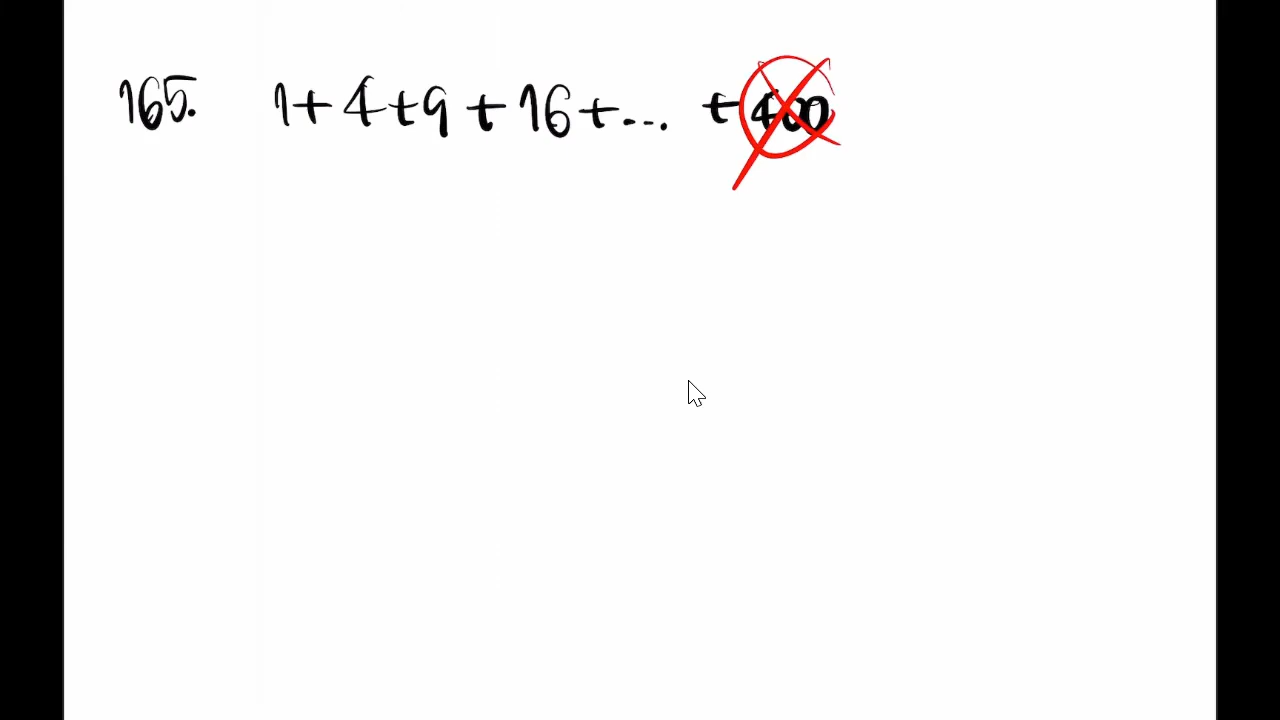 165. 1 + 4 + 9 + 16 + ... + 400